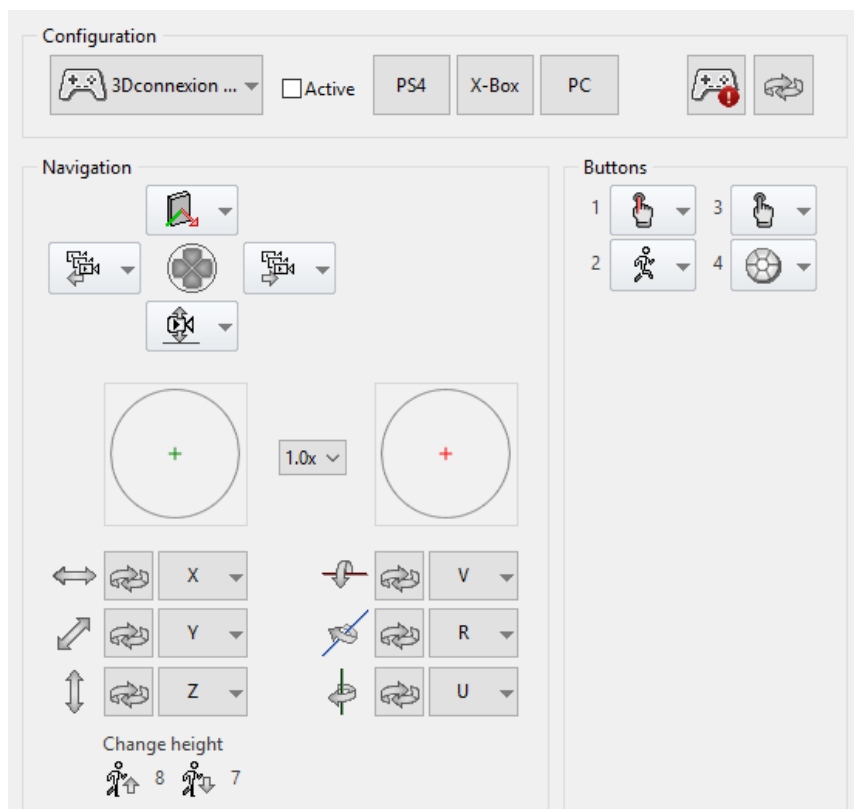 Configuration
3Dconnexion ... Active PS4 X-Box PC
Navigation
Buttons
1 3
2 4
1.0x
X V
Y R
Z U
Change height
8 7